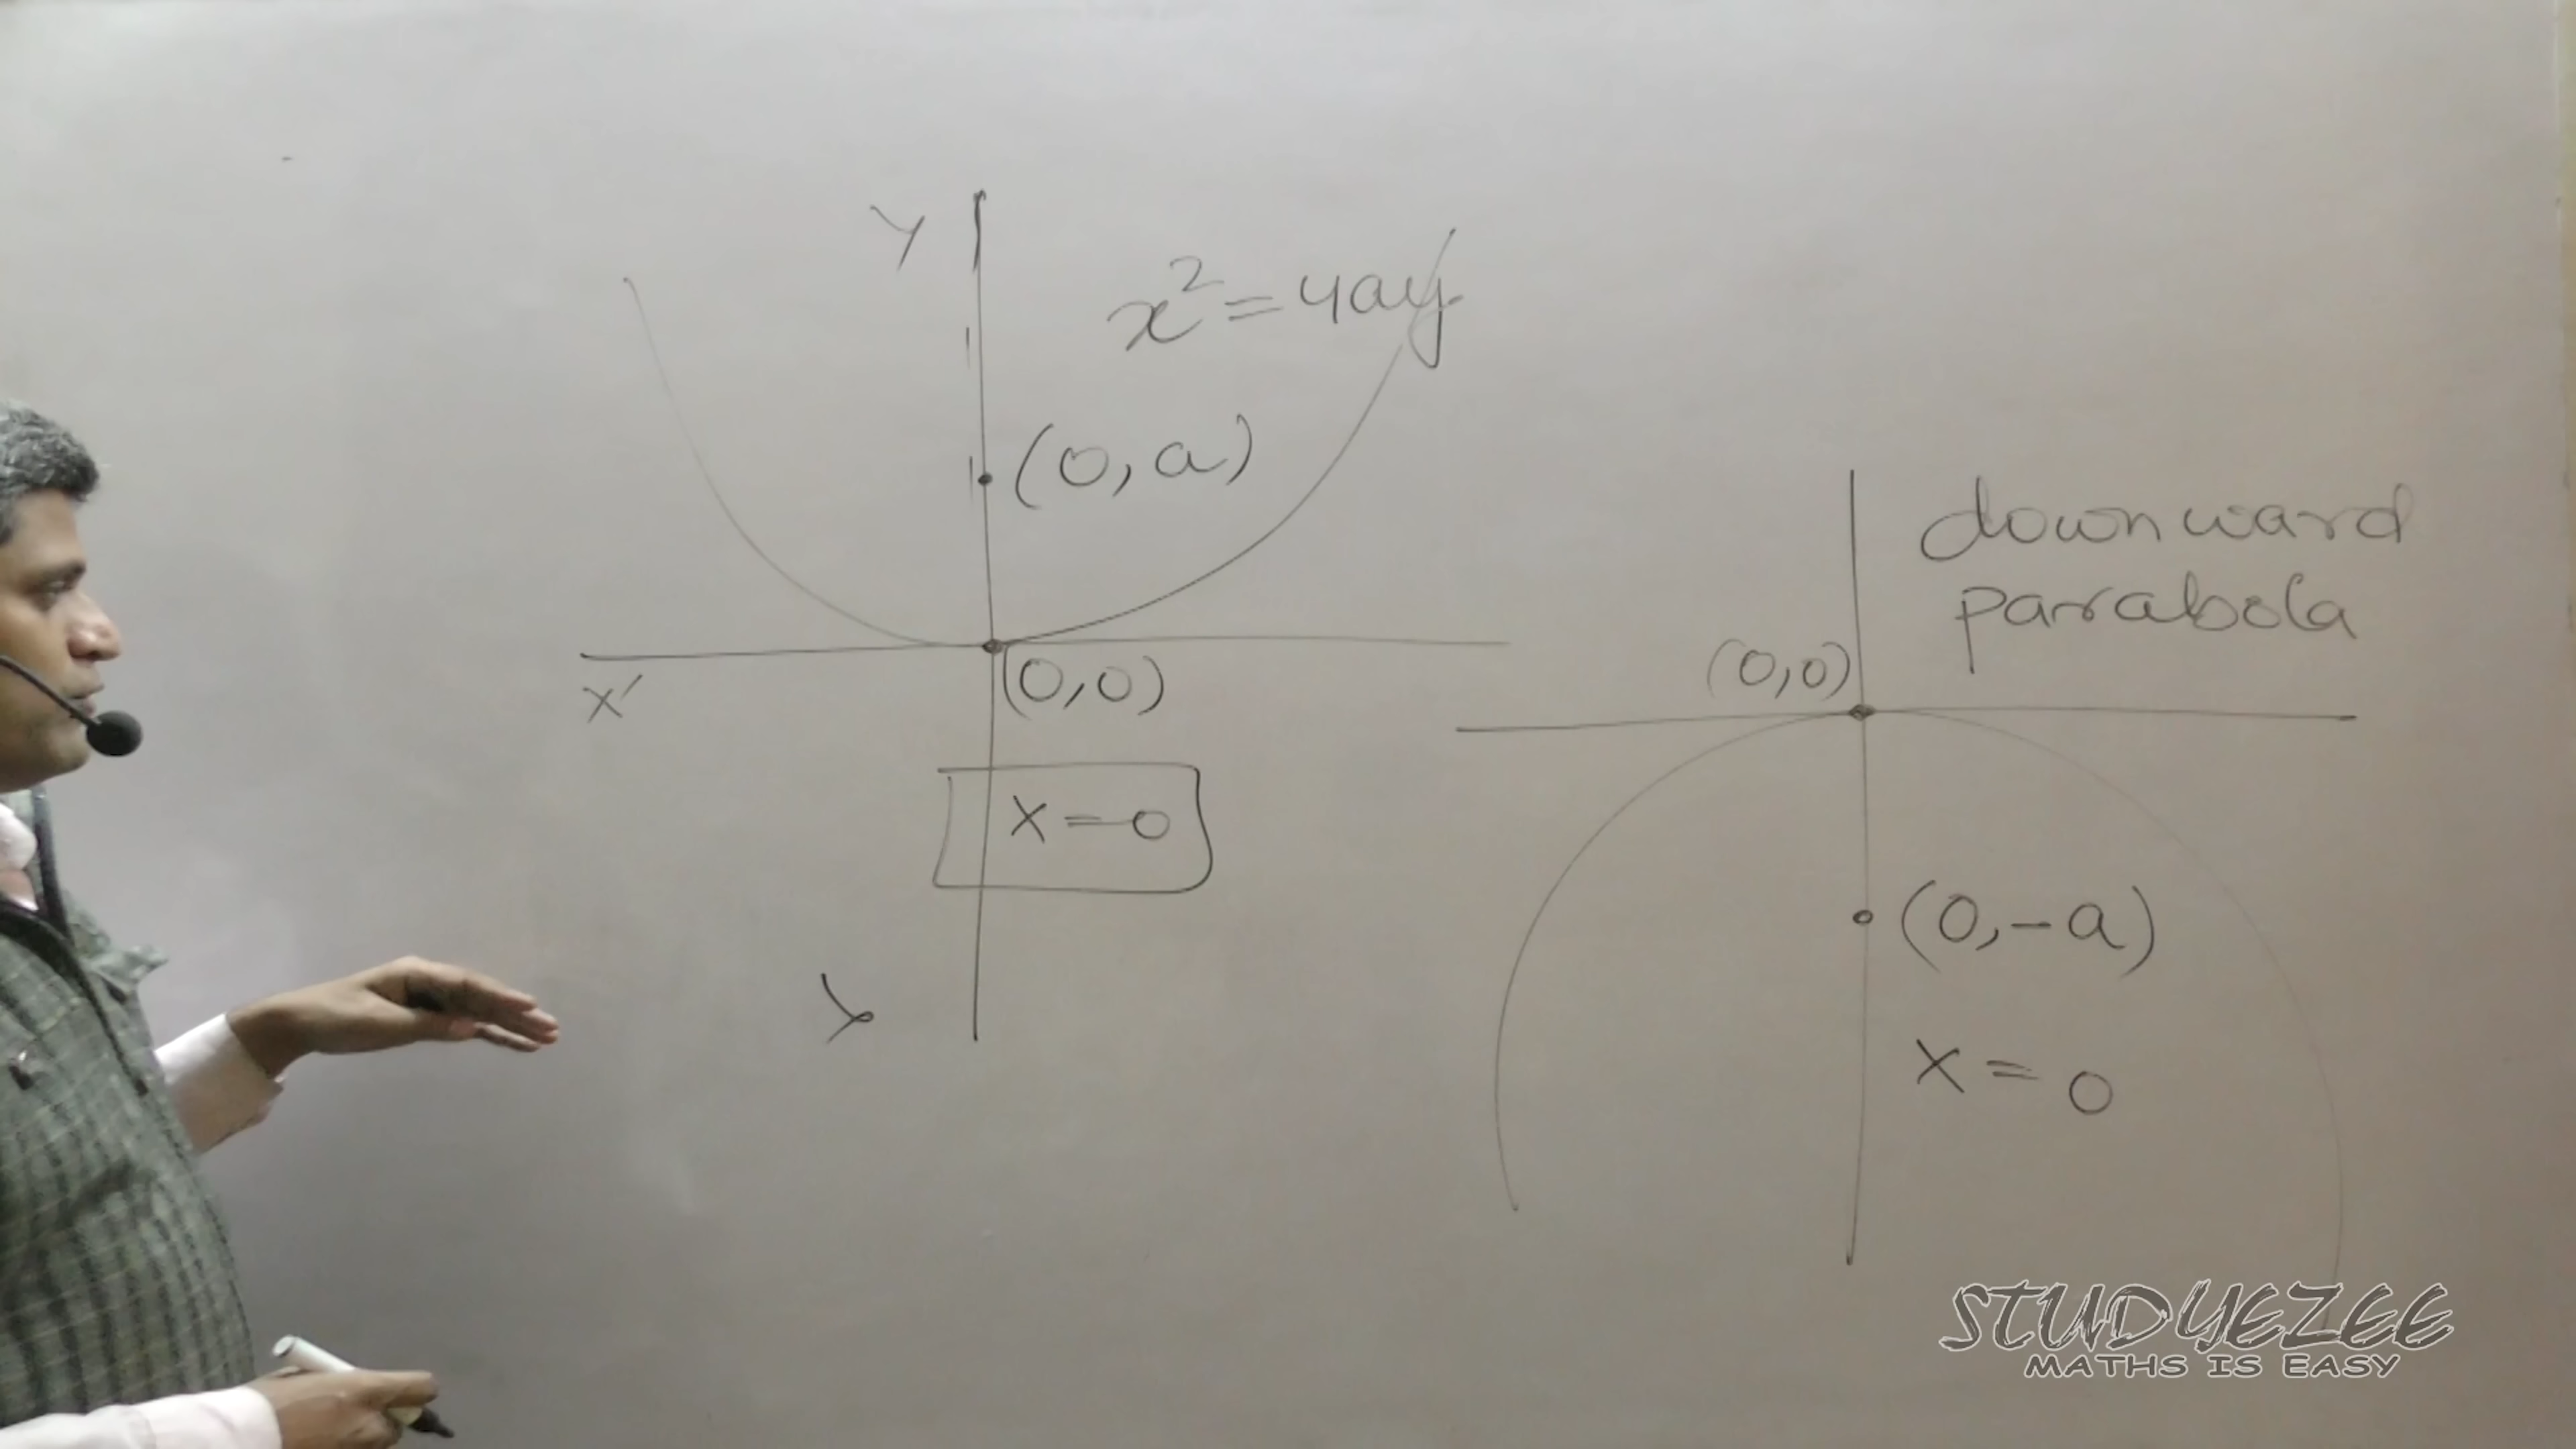 Y
x² = 4ay
(0, a)
X'
(0,0)
X = 0
Y
downward
parabola
(0,0)
(0, -a)
X = 0
STUDYEZEE
MATHS IS EASY